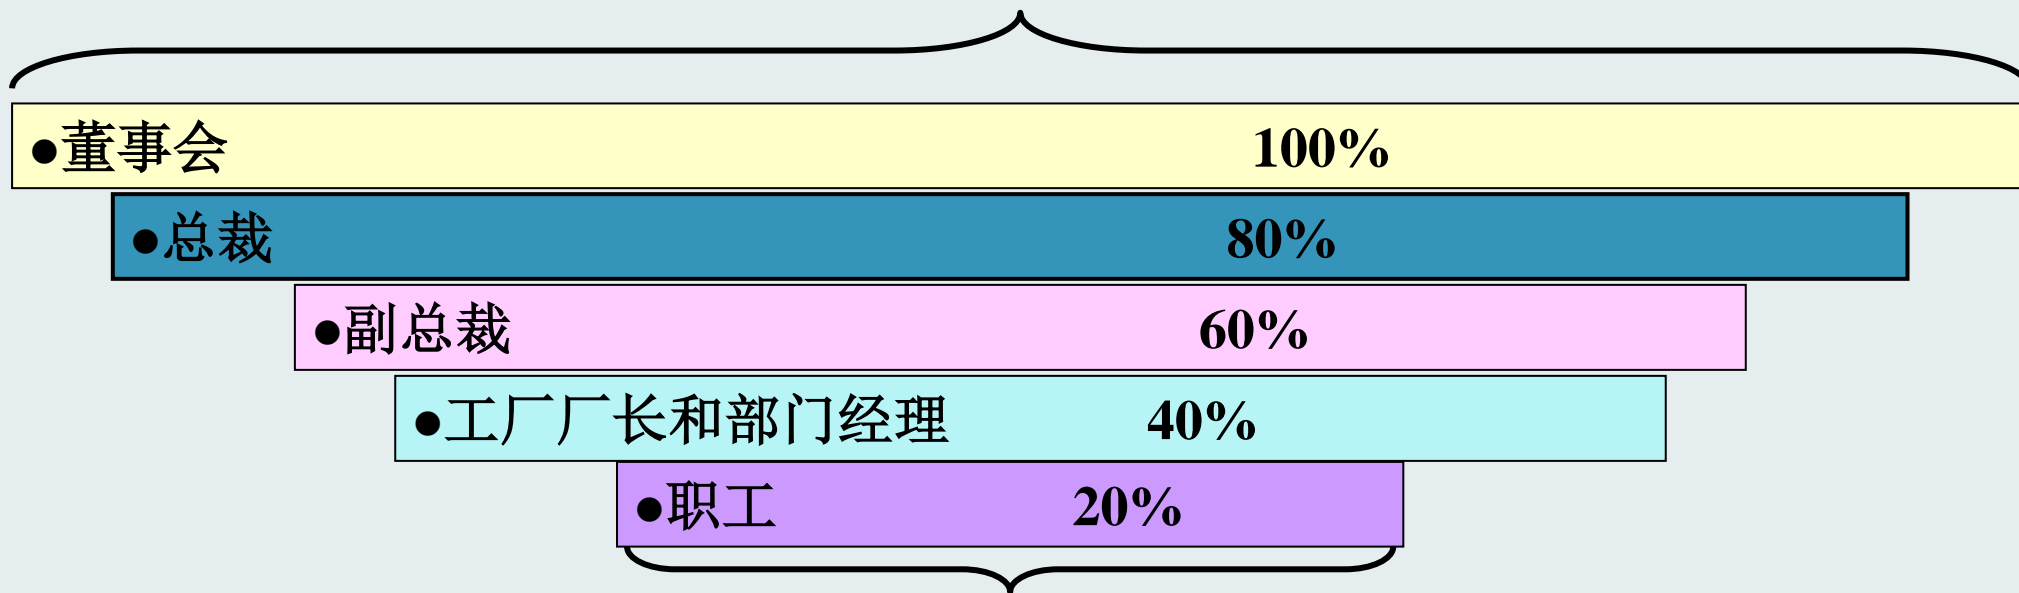 ●董事会 100%
●总裁 80%
●副总裁 60%
●工厂厂长和部门经理 40%
●职工 20%